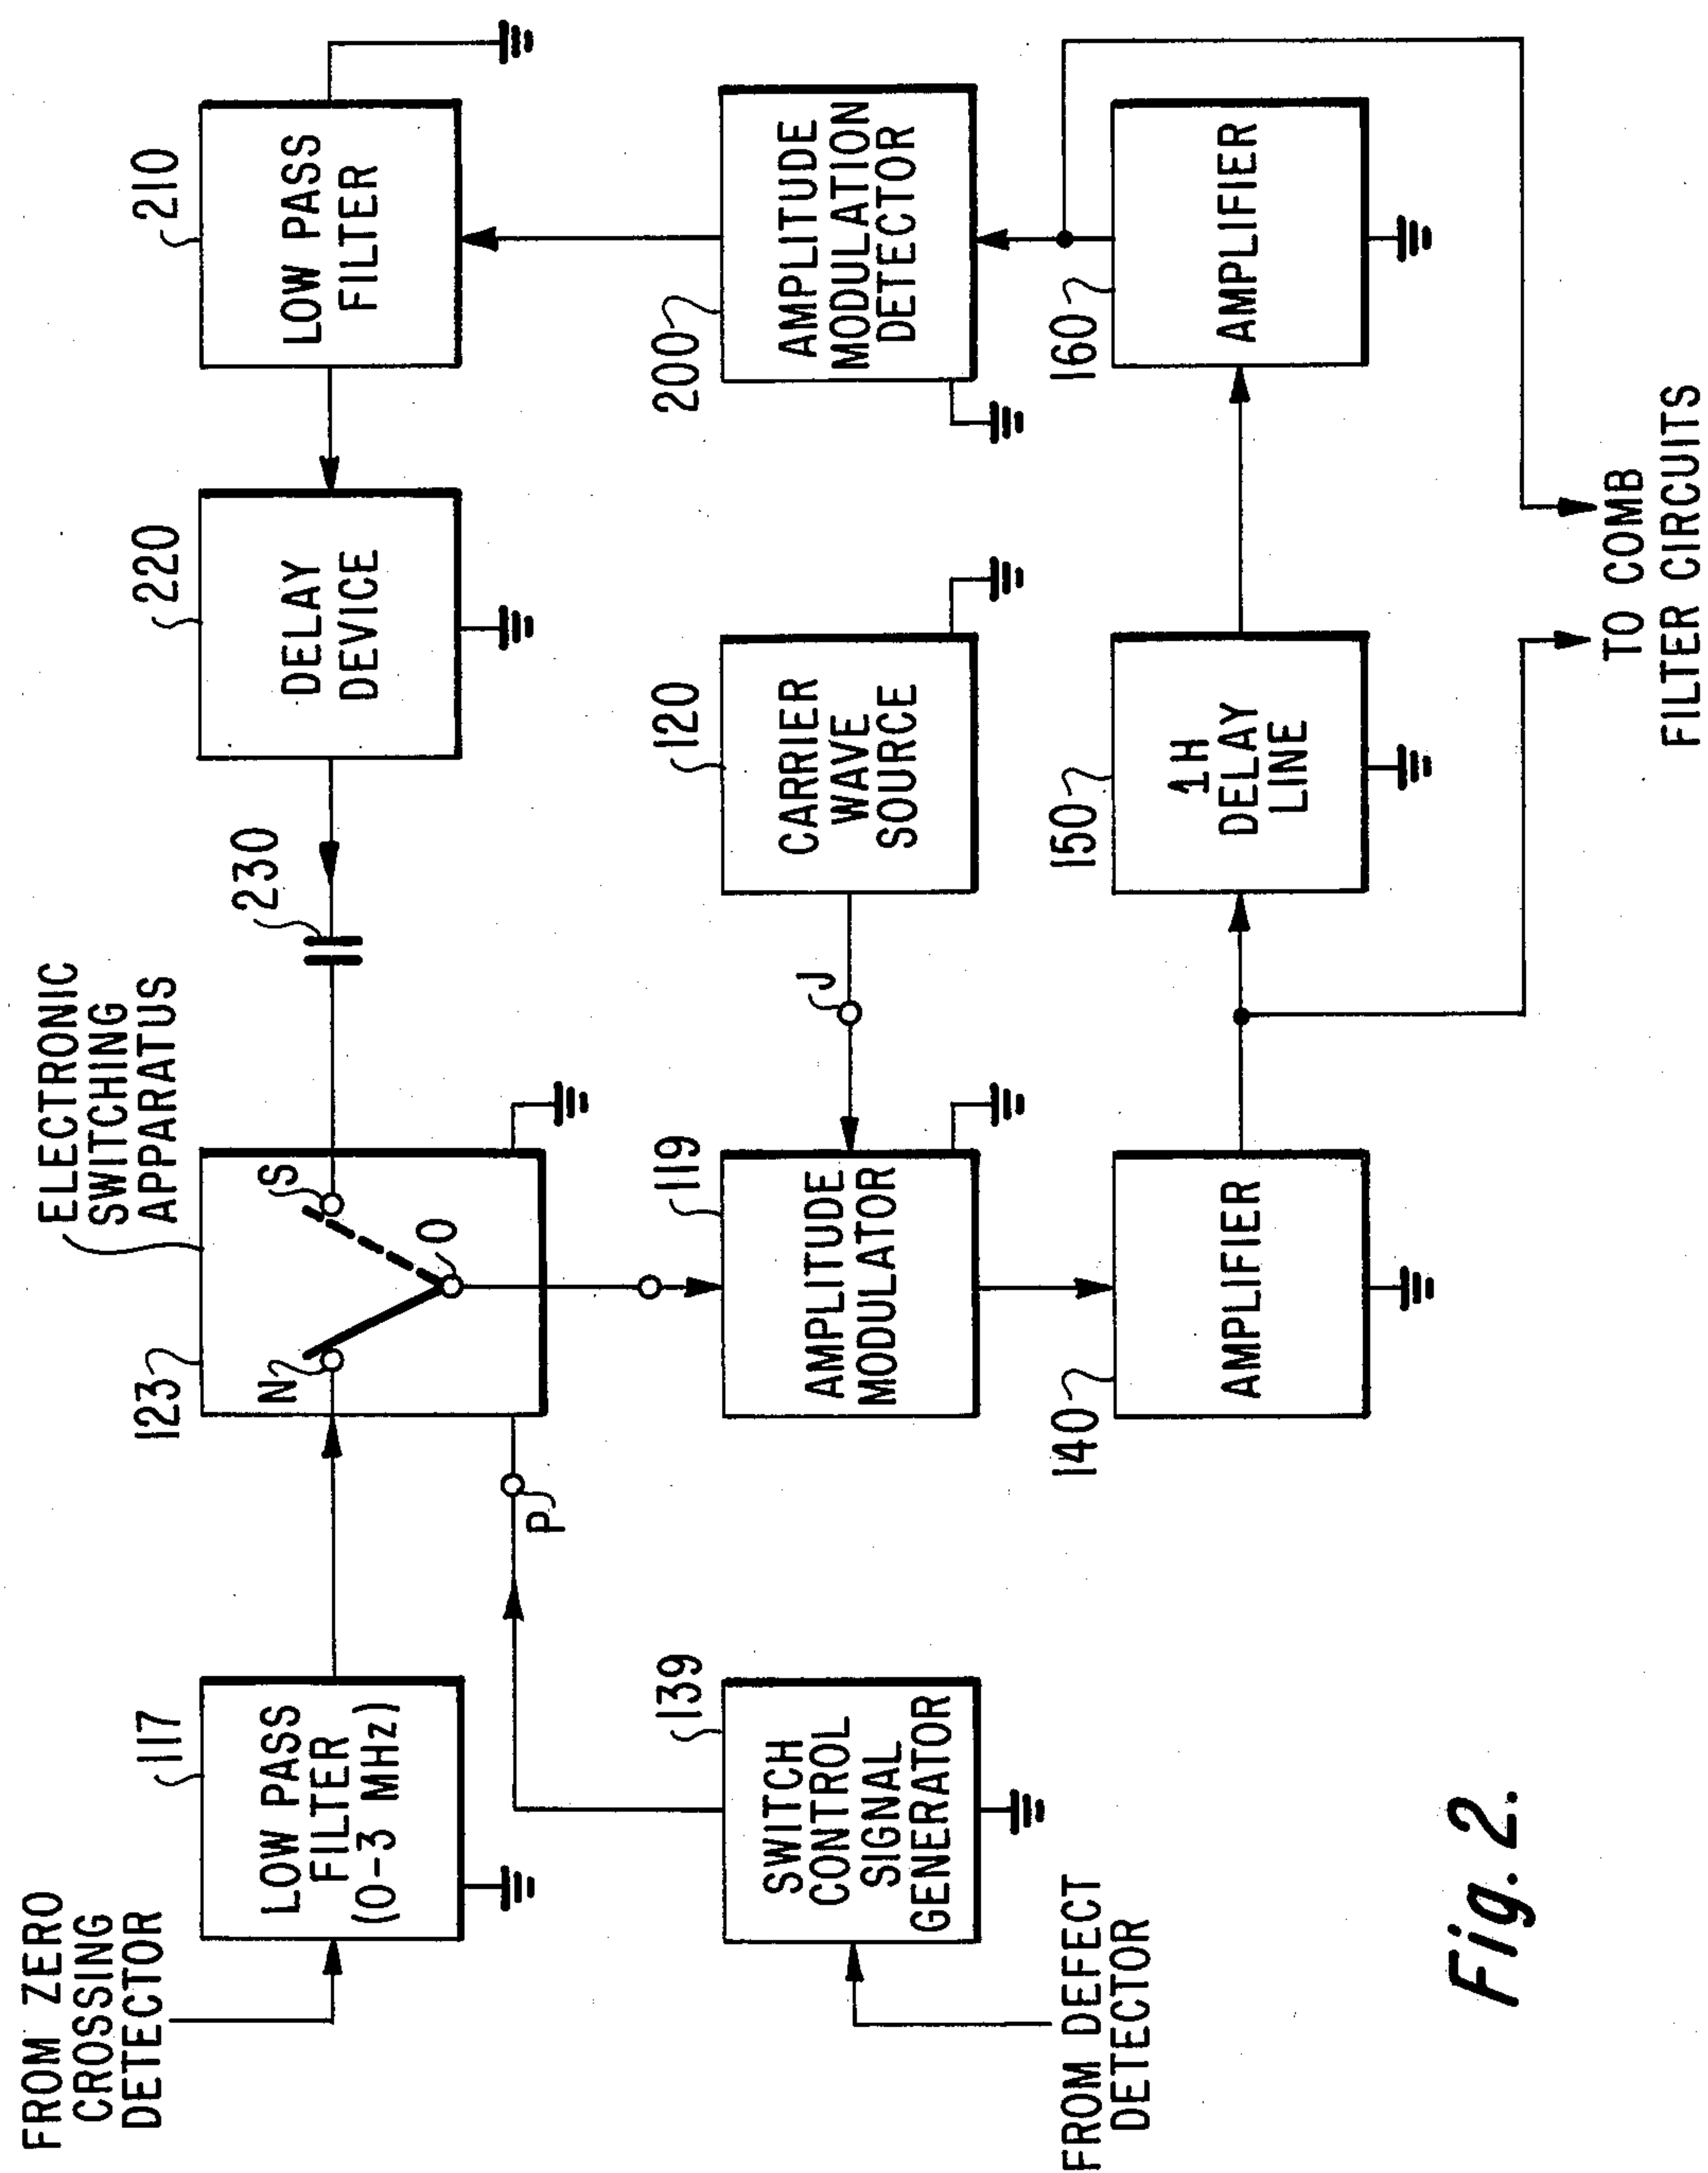 FROM ZERO
CROSSING
DETECTOR
117
LOW PASS
FILTER
(0-3 MHz)
123
ELECTRONIC
SWITCHING
APPARATUS
N
S
O
P
230
220
DELAY
DEVICE
210
LOW PASS
FILTER
FROM DEFECT
DETECTOR
139
SWITCH
CONTROL
SIGNAL
GENERATOR
119
AMPLITUDE
MODULATOR
J
120
CARRIER
WAVE
SOURCE
200
AMPLITUDE
MODULATION
DETECTOR
140
AMPLIFIER
150
1H
DELAY
LINE
160
AMPLIFIER
TO COMB
FILTER CIRCUITS
Fig. 2.